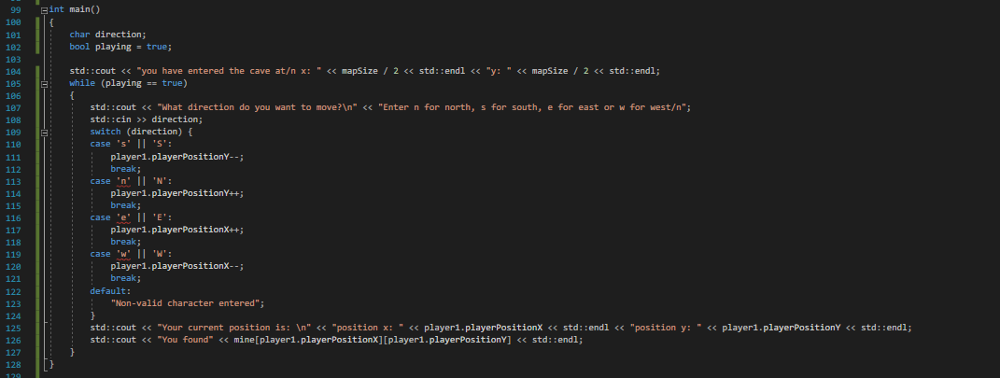 99 int main()
100 {
101 char direction;
102 bool playing = true;
103
104 std::cout << "you have entered the cave at/n x: " << mapSize / 2 << std::endl << "y: " << mapSize / 2 << std::endl;
105 while (playing == true)
106 {
107 std::cout << "What direction do you want to move?\n" << "Enter n for north, s for south, e for east or w for west/n";
108 std::cin >> direction;
109 switch (direction) {
110 case 's' || 'S':
111 player1.playerPositionY--;
112 break;
113 case 'n' || 'N':
114 player1.playerPositionY++;
115 break;
116 case 'e' || 'E':
117 player1.playerPositionX++;
118 break;
119 case 'w' || 'W':
120 player1.playerPositionX--;
121 break;
122 default:
123 "Non-valid character entered";
124 }
125 std::cout << "Your current position is: \n" << "position x: " << player1.playerPositionX << std::endl << "position y: " << player1.playerPositionY << std::endl;
126 std::cout << "You found" << mine[player1.playerPositionX][player1.playerPositionY] << std::endl;
127 }
128 }
129